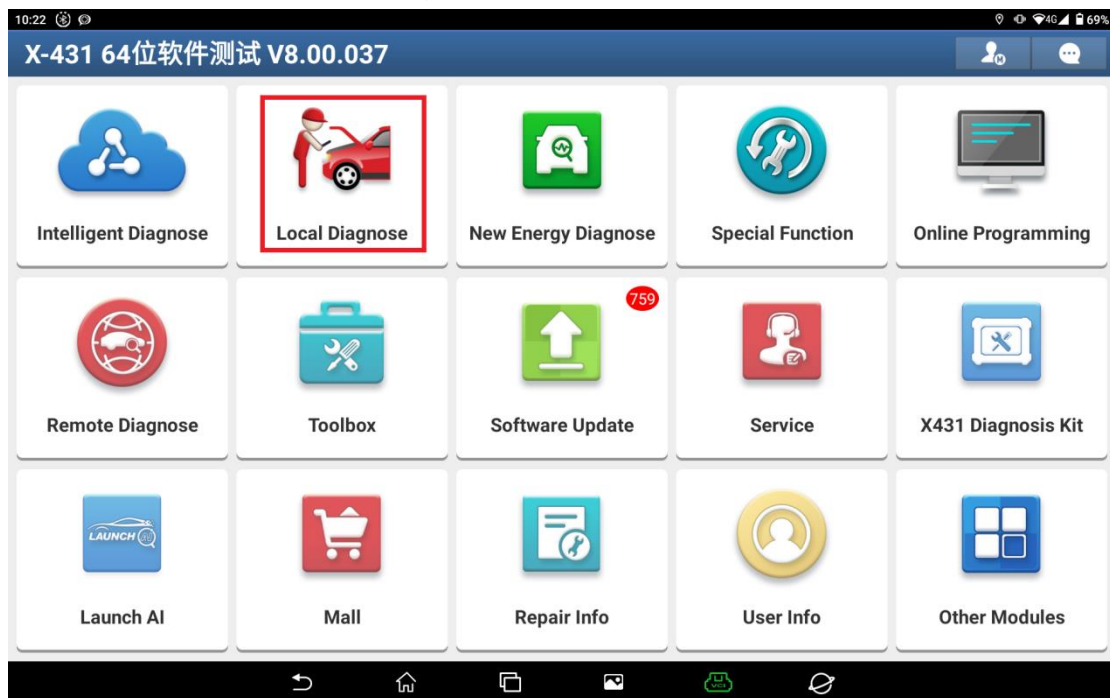 10:22
4G 69%
X-431 64位软件测试 V8.00.037
Intelligent Diagnose
Local Diagnose
New Energy Diagnose
Special Function
Online Programming
759
Remote Diagnose
Toolbox
Software Update
Service
X431 Diagnosis Kit
LAUNCH
Launch AI
Mall
Repair Info
User Info
Other Modules
VCI